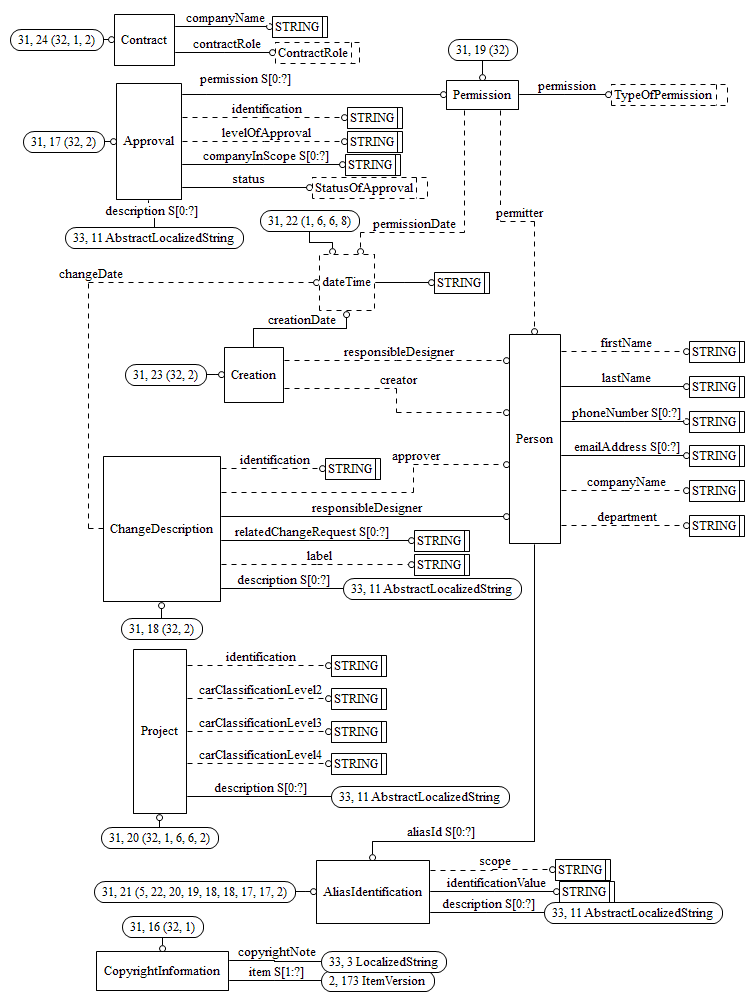 companyName
STRING
31, 24 (32, 1, 2)
Contract
contractRole
ContractRole
31, 19 (32)
permission S[0:?]
Permission
permission
TypeOfPermission
identification
STRING
31, 17 (32, 2)
Approval
levelOfApproval
STRING
companyInScope S[0:?]
STRING
status
StatusOfApproval
description S[0:?]
33, 11 AbstractLocalizedString
31, 22 (1, 6, 6, 8)
permissionDate
permitter
changeDate
dateTime
STRING
creationDate
31, 23 (32, 2)
Creation
responsibleDesigner
creator
Person
firstName
STRING
lastName
STRING
phoneNumber S[0:?]
STRING
emailAddress S[0:?]
STRING
companyName
STRING
department
STRING
identification
STRING
approver
ChangeDescription
responsibleDesigner
relatedChangeRequest S[0:?]
STRING
label
STRING
description S[0:?]
33, 11 AbstractLocalizedString
31, 18 (32, 2)
identification
STRING
carClassificationLevel2
STRING
Project
carClassificationLevel3
STRING
carClassificationLevel4
STRING
description S[0:?]
33, 11 AbstractLocalizedString
31, 20 (32, 1, 6, 6, 2)
aliasId S[0:?]
31, 21 (5, 22, 20, 19, 18, 18, 17, 17, 2)
AliasIdentification
scope
STRING
identificationValue
STRING
description S[0:?]
33, 11 AbstractLocalizedString
31, 16 (32, 1)
CopyrightInformation
copyrightNote
33, 3 LocalizedString
item S[1:?]
2, 173 ItemVersion